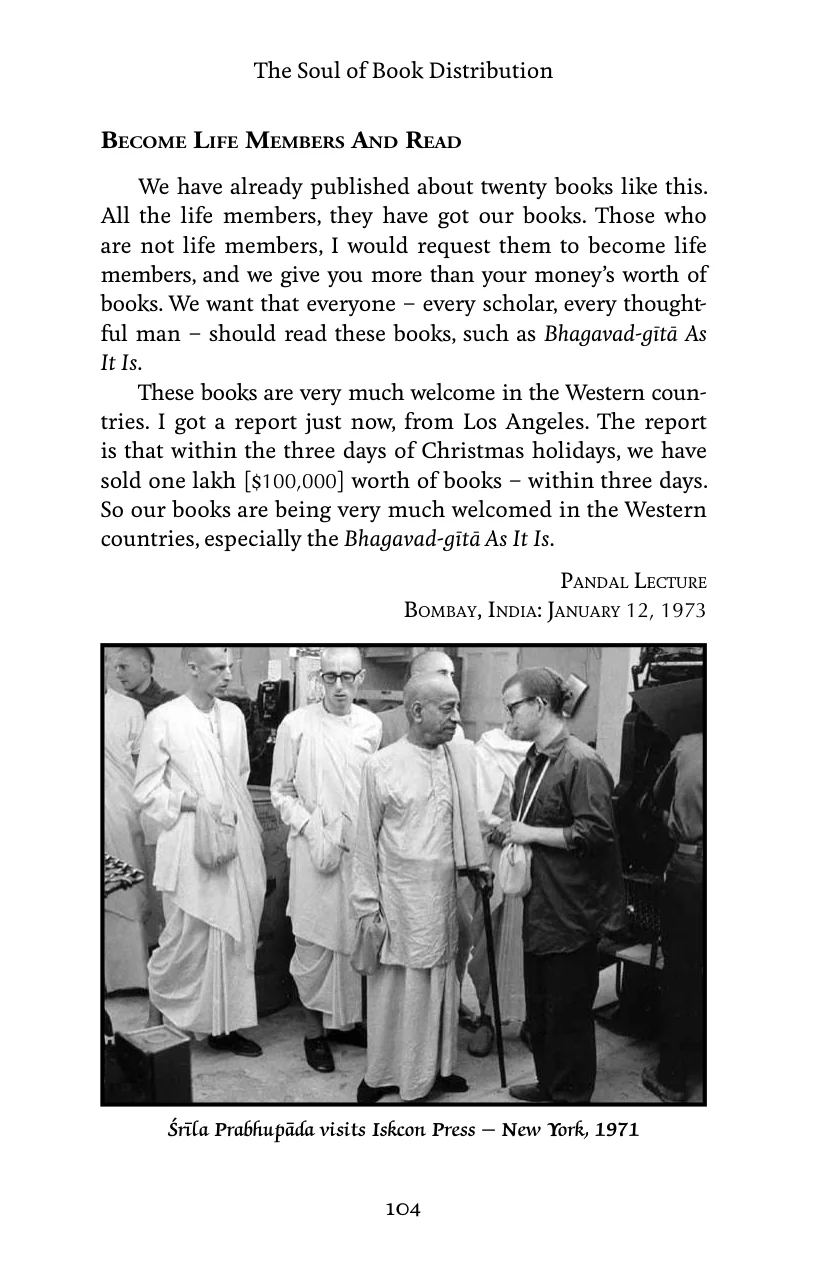 The Soul of Book Distribution
Become Life Members And Read
We have already published about twenty books like this.
All the life members, they have got our books. Those who
are not life members, I would request them to become life
members, and we give you more than your money's worth of
books. We want that everyone – every scholar, every thought-
ful man – should read these books, such as Bhagavad-gītā As
It Is.
These books are very much welcome in the Western coun-
tries. I got a report just now, from Los Angeles. The report
is that within the three days of Christmas holidays, we have
sold one lakh [$100,000] worth of books – within three days.
So our books are being very much welcomed in the Western
countries, especially the Bhagavad-gītā As It Is.
Pandal Lecture
Bombay, India: January 12, 1973
Śrīla Prabhupāda visits Iskcon Press – New York, 1971
104